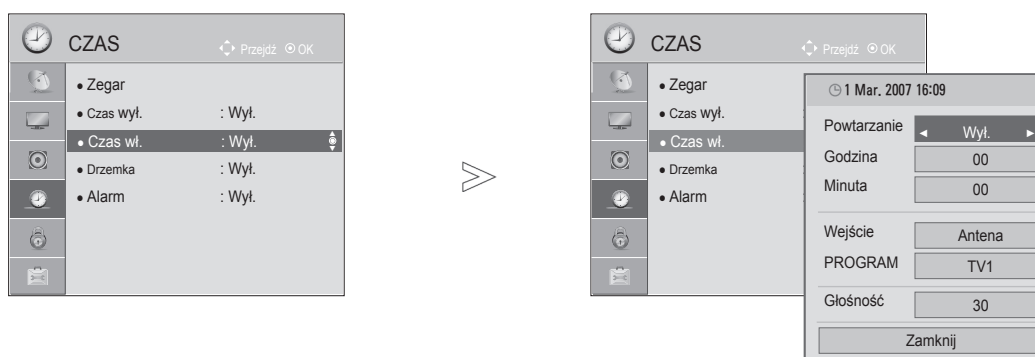 CZAS
Przejdź OK
• Zegar
• Czas wył. : Wył.
• Czas wł. : Wył.
• Drzemka : Wył.
• Alarm : Wył.
CZAS
Przejdź OK
• Zegar
• Czas wył. :
• Czas wł.
• Drzemka
• Alarm :
1 Mar. 2007 16:09
Powtarzanie ◄ Wył. ►
Godzina 00
Minuta 00
Wejście Antena
PROGRAM TV1
Głośność 30
Zamknij